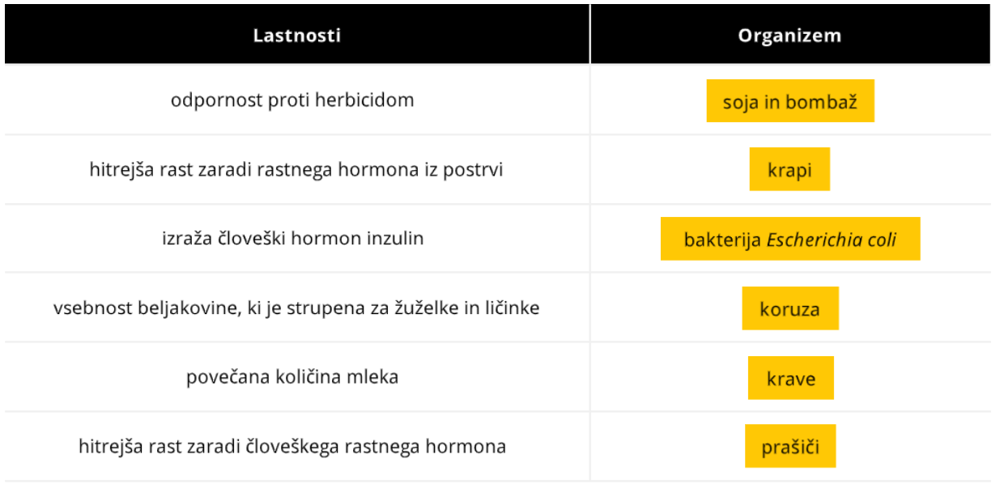 Lastnosti Organizem
odpornost proti herbicidom soja in bombaž
hitrejša rast zaradi rastnega hormona iz postrvi krapi
izraža človeški hormon inzulin bakterija Escherichia coli
vsebnost beljakovine, ki je strupena za žuželke in ličinke koruza
povečana količina mleka krave
hitrejša rast zaradi človeškega rastnega hormona prašiči